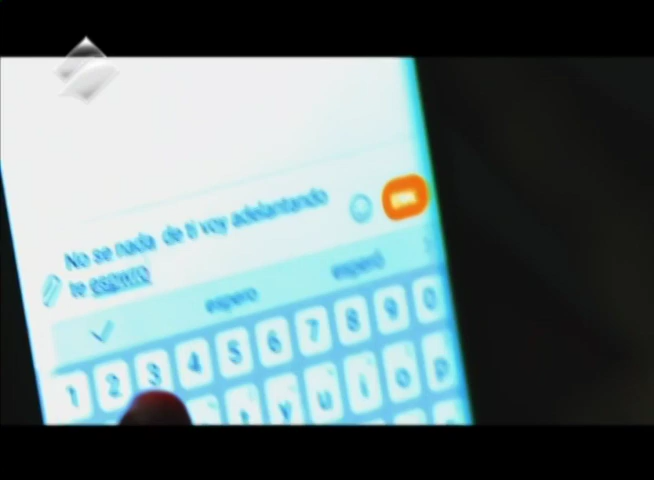 No se nada de ti voy adelantando
te espero
espero
esperó
1 2 3 4 5 6 7 8 9 0
t y u i o p